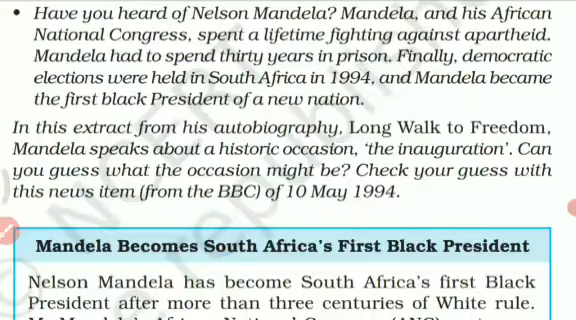 • Have you heard of Nelson Mandela? Mandela, and his African
National Congress, spent a lifetime fighting against apartheid.
Mandela had to spend thirty years in prison. Finally, democratic
elections were held in South Africa in 1994, and Mandela became
the first black President of a new nation.
In this extract from his autobiography, Long Walk to Freedom,
Mandela speaks about a historic occasion, ‘the inauguration’. Can
you guess what the occasion might be? Check your guess with
this news item (from the BBC) of 10 May 1994.
Mandela Becomes South Africa's First Black President
Nelson Mandela has become South Africa's first Black
President after more than three centuries of White rule.